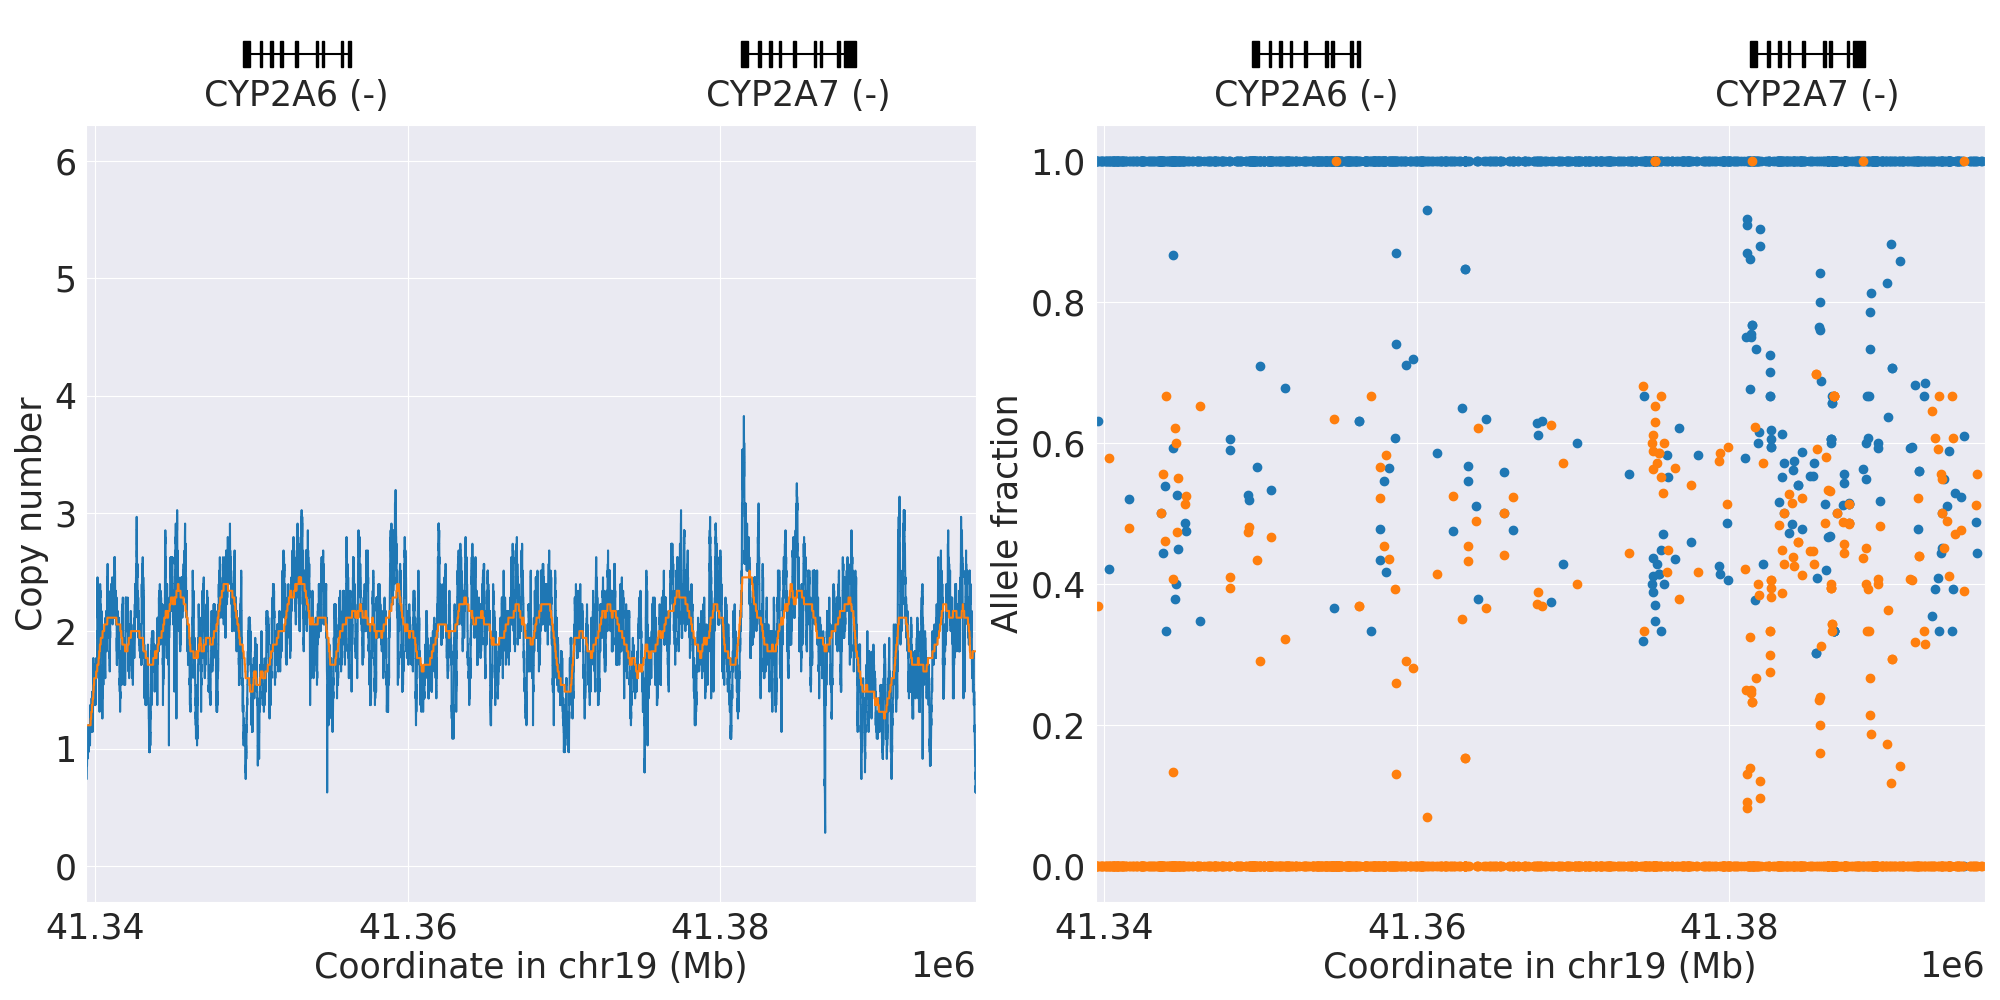 CYP2A6 (-) CYP2A7 (-)
6
5
4
3
2
1
0
Copy number
41.34 41.36 41.38
Coordinate in chr19 (Mb) 1e6
CYP2A6 (-) CYP2A7 (-)
1.0
0.8
0.6
0.4
0.2
0.0
Allele fraction
41.34 41.36 41.38
Coordinate in chr19 (Mb) 1e6